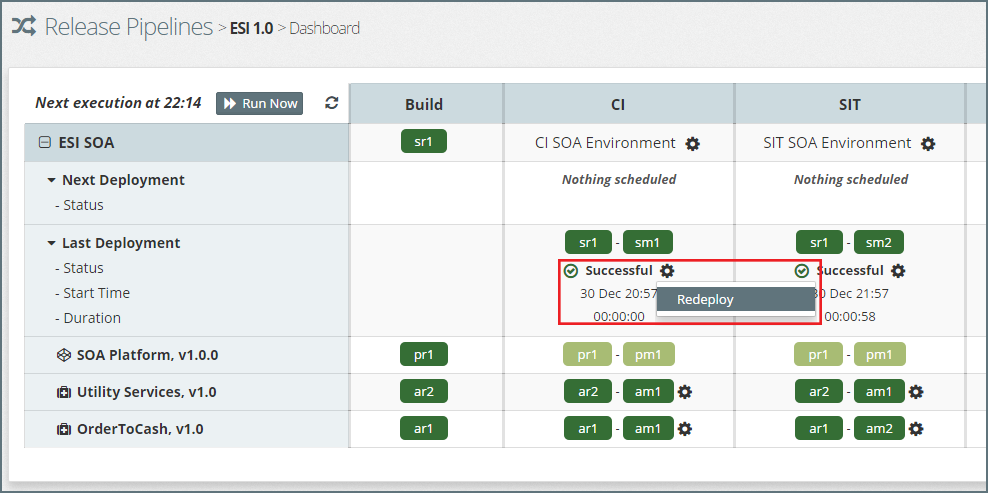 Release Pipelines > ESI 1.0 > Dashboard
Next execution at 22:14 Run Now Build CI SIT
ESI SOA sr1 CI SOA Environment SIT SOA Environment
Next Deployment Nothing scheduled Nothing scheduled
- Status
Last Deployment sr1 - sm1 sr1 - sm2
- Status Successful Successful
- Start Time 30 Dec 20:57 Redeploy 30 Dec 21:57
- Duration 00:00:00 00:00:58
SOA Platform, v1.0.0 pr1 pr1 - pm1 pr1 - pm1
Utility Services, v1.0 ar2 ar2 - am1 ar2 - am1
OrderToCash, v1.0 ar1 ar1 - am1 ar1 - am2